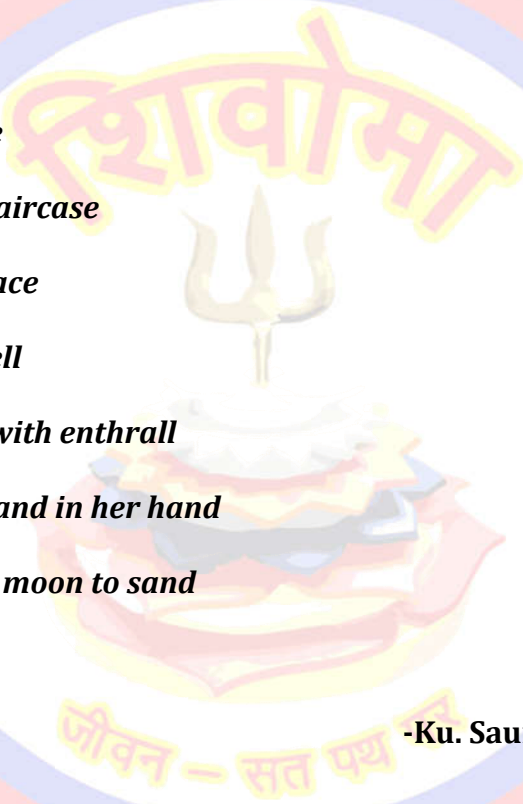 शिवोमा
aircase
ace
ell
with enthrall
and in her hand
moon to sand
-Ku. Sau
जीवन – सत पथ